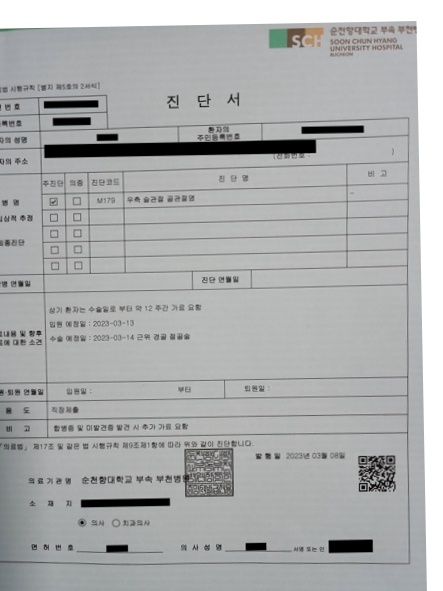 순천향대학교 부속 부천병
SCH
SOON CHUN HYANG
UNIVERSITY HOSPITAL
BUCHEON
법 시행규칙 [별지 제5호의 2서식]
번 호
진 단 서
등록번호
자의 성명
환자의
주민등록번호
자의 주소
(전화번호 : )
병 명
주진단 의증 진단코드 진 단 명 비 고
☑ ☐ M179 우측 슬관절 골관절염 -
임상적 추정
☐ ☐
최종진단
☐ ☐
☐ ☐
☐ ☐
연월일
진단 연월일
상기 환자는 수술일로 부터 약 12 주간 가료 요함
입원 예정일 : 2023-03-13
수술 예정일 : 2023-03-14 근위 경골 절골술
내용 및 향후
에 대한 소견
원·퇴원 연월일 입원일 : 부터 퇴원일 :
용 도 직장제출
비 고 합병증 및 미발견증 발견 시 추가 가료 요함
「의료법」 제17조 및 같은 법 시행규칙 제9조제1항에 따라 위와 같이 진단합니다.
발 행 일 2023년 03월 08일
의료기관명 순천향대학교 부속 부천병원
소 재 지
◉ 의사 ○ 치과의사
면 허 번 호 의 사 성 명 서명 또는 인